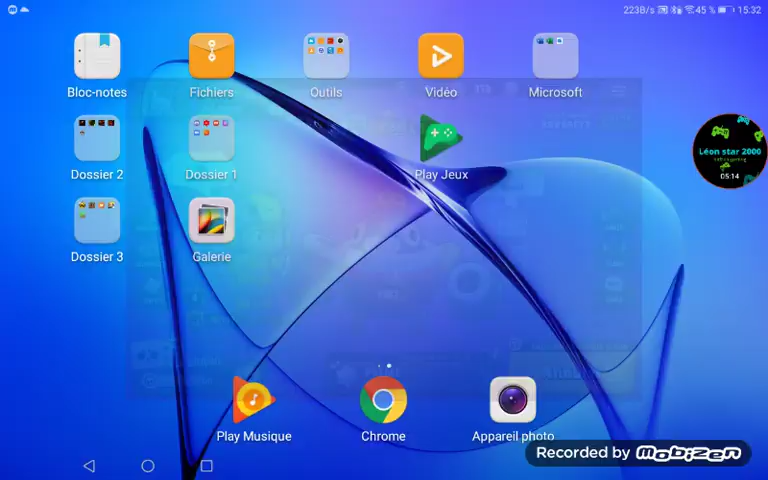 223B/s 45 % 15:32
Bloc-notes
Fichiers
Outils
Vidéo
Microsoft
Léon star 2000
05:14
Dossier 2
Dossier 1
Play Jeux
Dossier 3
Galerie
Play Musique
Chrome
Appareil photo
Recorded by Mobizen